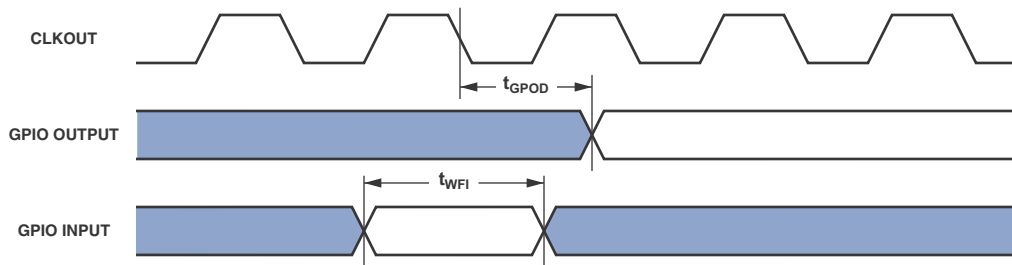 CLKOUT
tGPOD
GPIO OUTPUT
tWFI
GPIO INPUT